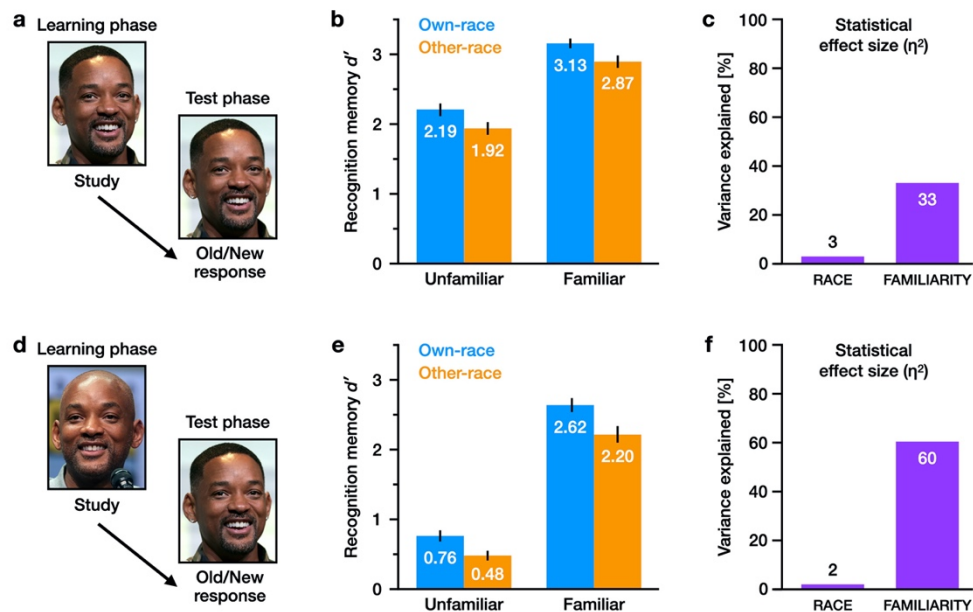 a
Learning phase
Study
Test phase
Old/New
response
b
Own-race
Other-race
Recognition memory d′
3
2
1
0
2.19
1.92
3.13
2.87
Unfamiliar
Familiar
c
Statistical
effect size (η²)
Variance explained [%]
100
80
60
40
20
0
3
33
RACE
FAMILIARITY
d
Learning phase
Study
Test phase
Old/New
response
e
Own-race
Other-race
Recognition memory d′
3
2
1
0
0.76
0.48
2.62
2.20
Unfamiliar
Familiar
f
Statistical
effect size (η²)
Variance explained [%]
100
80
60
40
20
0
2
60
RACE
FAMILIARITY